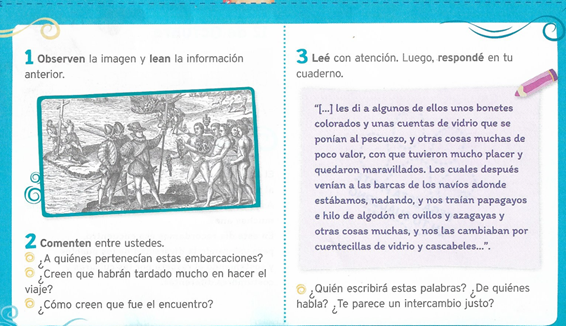 1 Observen la imagen y lean la información
anterior.
2 Comenten entre ustedes.
¿A quiénes pertenecían estas embarcaciones?
¿Creen que habrán tardado mucho en hacer el
viaje?
¿Cómo creen que fue el encuentro?
3 Leé con atención. Luego, respondé en tu
cuaderno.
“[...] les di a algunos de ellos unos bonetes
colorados y unas cuentas de vidrio que se
ponían al pescuezo, y otras cosas muchas de
poco valor, con que tuvieron mucho placer y
quedaron maravillados. Los cuales después
venían a las barcas de los navíos adonde
estábamos, nadando, y nos traían papagayos
e hilo de algodón en ovillos y azagayas y
otras cosas muchas, y nos las cambiaban por
cuentecillas de vidrio y cascabeles...”.
¿Quién escribirá estas palabras? ¿De quiénes
habla? ¿Te parece un intercambio justo?